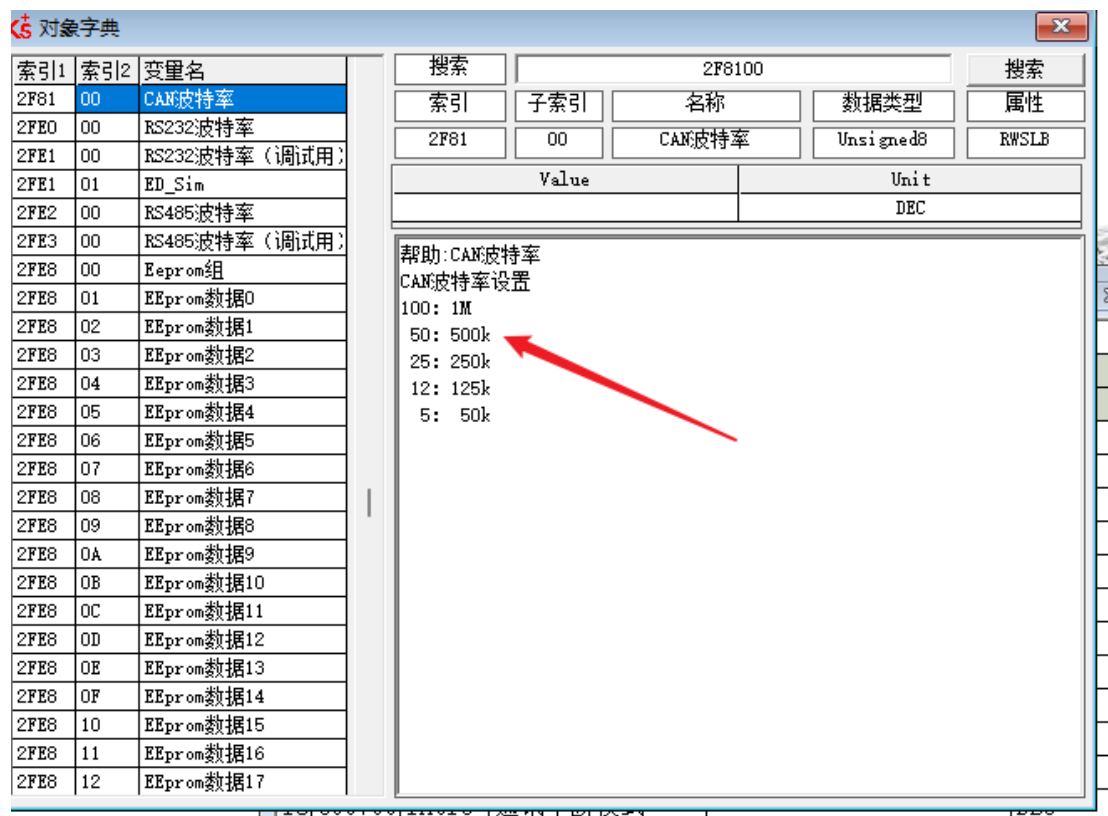 对象字典
索引1 索引2 变量名
2F81 00 CAN波特率
2FE0 00 RS232波特率
2FE1 00 RS232波特率（调试用）
2FE1 01 ED_Sim
2FE2 00 RS485波特率
2FE3 00 RS485波特率（调试用）
2FE8 00 Eeprom组
2FE8 01 EEprom数据0
2FE8 02 EEprom数据1
2FE8 03 EEprom数据2
2FE8 04 EEprom数据3
2FE8 05 EEprom数据4
2FE8 06 EEprom数据5
2FE8 07 EEprom数据6
2FE8 08 EEprom数据7
2FE8 09 EEprom数据8
2FE8 0A EEprom数据9
2FE8 0B EEprom数据10
2FE8 0C EEprom数据11
2FE8 0D EEprom数据12
2FE8 0E EEprom数据13
2FE8 0F EEprom数据14
2FE8 10 EEprom数据15
2FE8 11 EEprom数据16
2FE8 12 EEprom数据17
搜索 2F8100 搜索
索引 子索引 名称 数据类型 属性
2F81 00 CAN波特率 Unsigned8 RWSLB
Value Unit
DEC
帮助:CAN波特率
CAN波特率设置
100: 1M
50: 500k
25: 250k
12: 125k
5: 50k